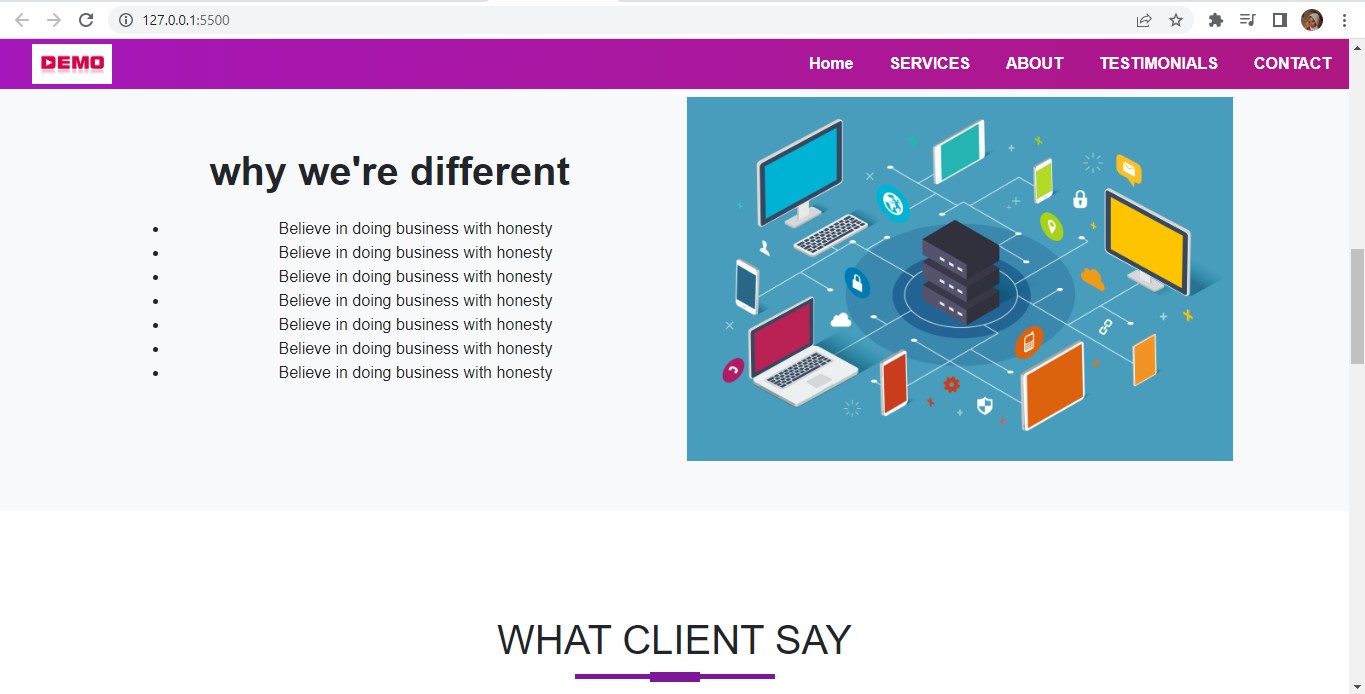 127.0.0.1:5500
DEMO
Home SERVICES ABOUT TESTIMONIALS CONTACT
why we're different
Believe in doing business with honesty
Believe in doing business with honesty
Believe in doing business with honesty
Believe in doing business with honesty
Believe in doing business with honesty
Believe in doing business with honesty
Believe in doing business with honesty
WHAT CLIENT SAY